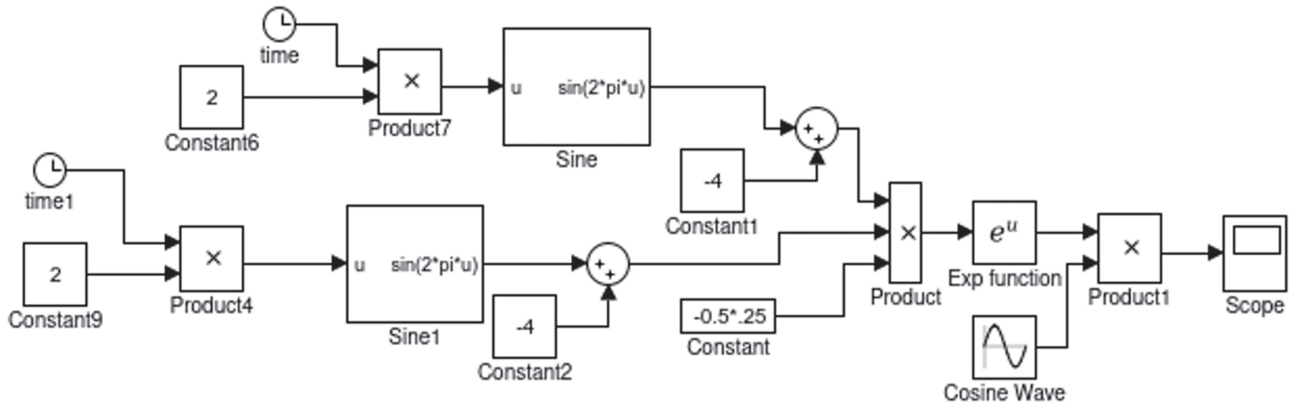 time
2
×
Constant6
Product7
u sin(2*pi*u)
Sine
-4
Constant1
time1
2
×
Constant9
Product4
u sin(2*pi*u)
Sine1
-4
Constant2
-0.5*.25
Constant
×
Product
e^u
Exp function
×
Product1
Cosine Wave
Scope